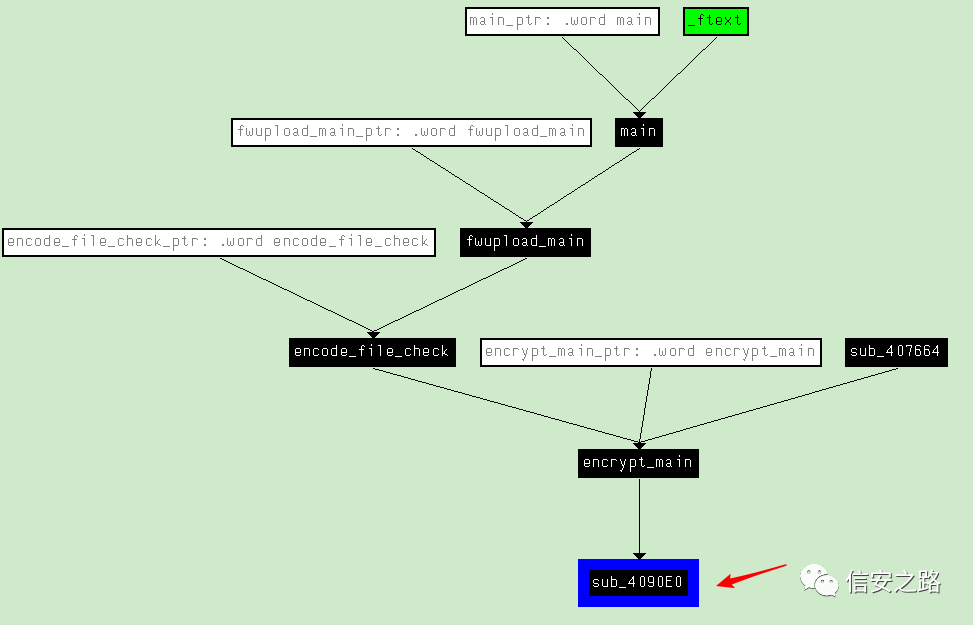 main_ptr: .word main
_ftext
fwupload_main_ptr: .word fwupload_main
main
encode_file_check_ptr: .word encode_file_check
fwupload_main
encode_file_check
encrypt_main_ptr: .word encrypt_main
sub_407664
encrypt_main
sub_4090E0
信安之路